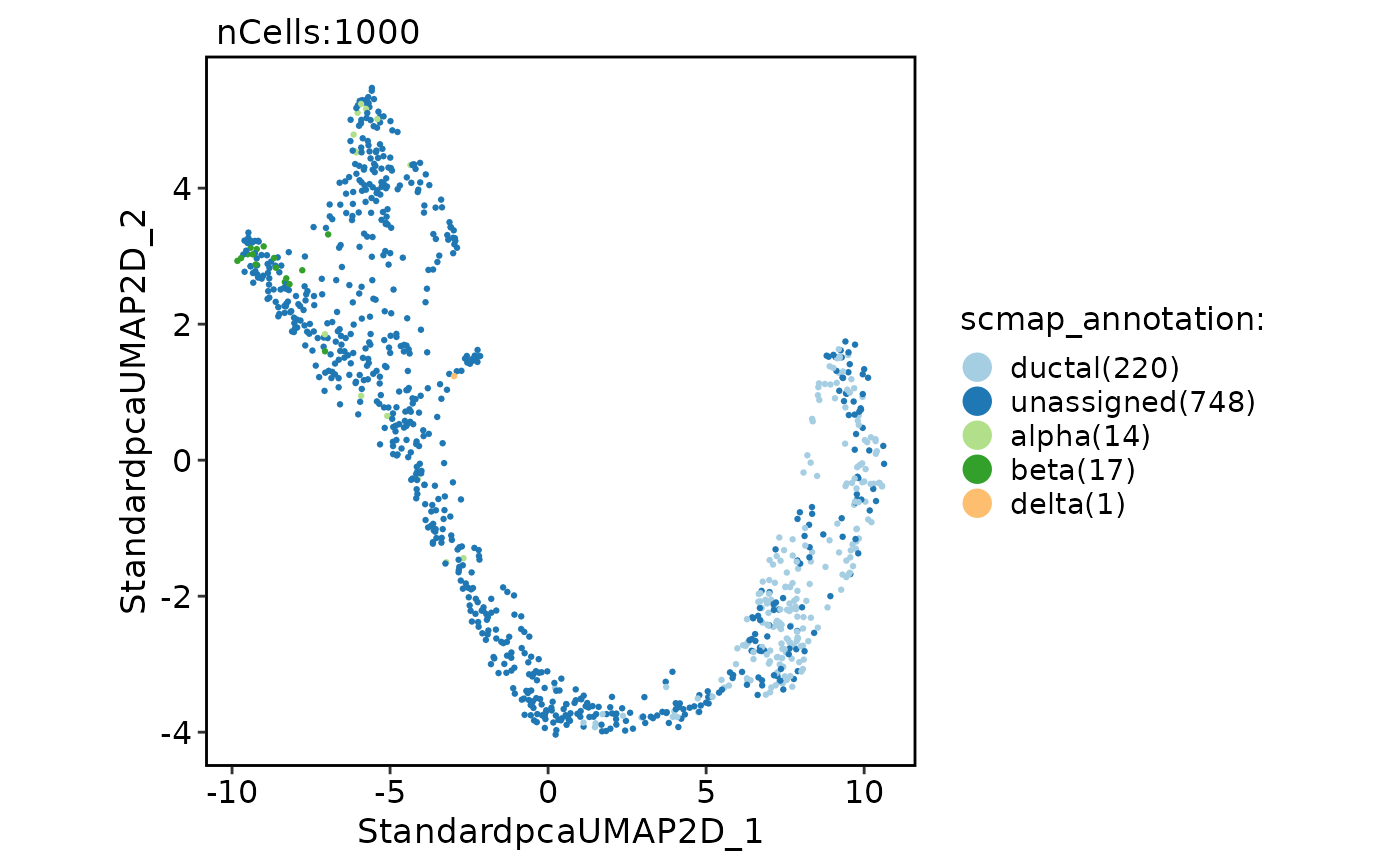 nCells:1000
StandardpcaUMAP2D_2
4
2
0
-2
-4
-10
-5
0
5
10
StandardpcaUMAP2D_1
scmap_annotation:
ductal(220)
unassigned(748)
alpha(14)
beta(17)
delta(1)